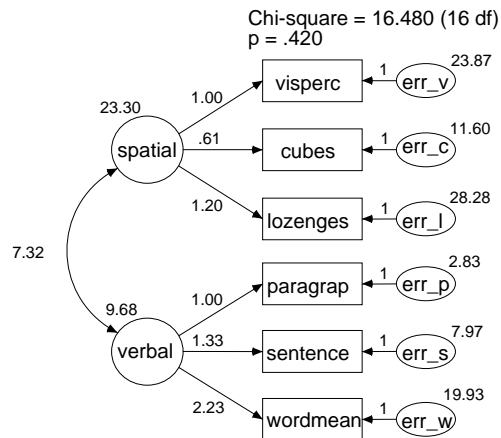 Chi-square = 16.480 (16 df)
p = .420
23.87
1.00
visperc
1
err_v
23.30
11.60
spatial
.61
cubes
1
err_c
28.28
1.20
lozenges
1
err_l
7.32
2.83
1.00
paragrap
1
err_p
9.68
7.97
verbal
1.33
sentence
1
err_s
19.93
2.23
wordmean
1
err_w